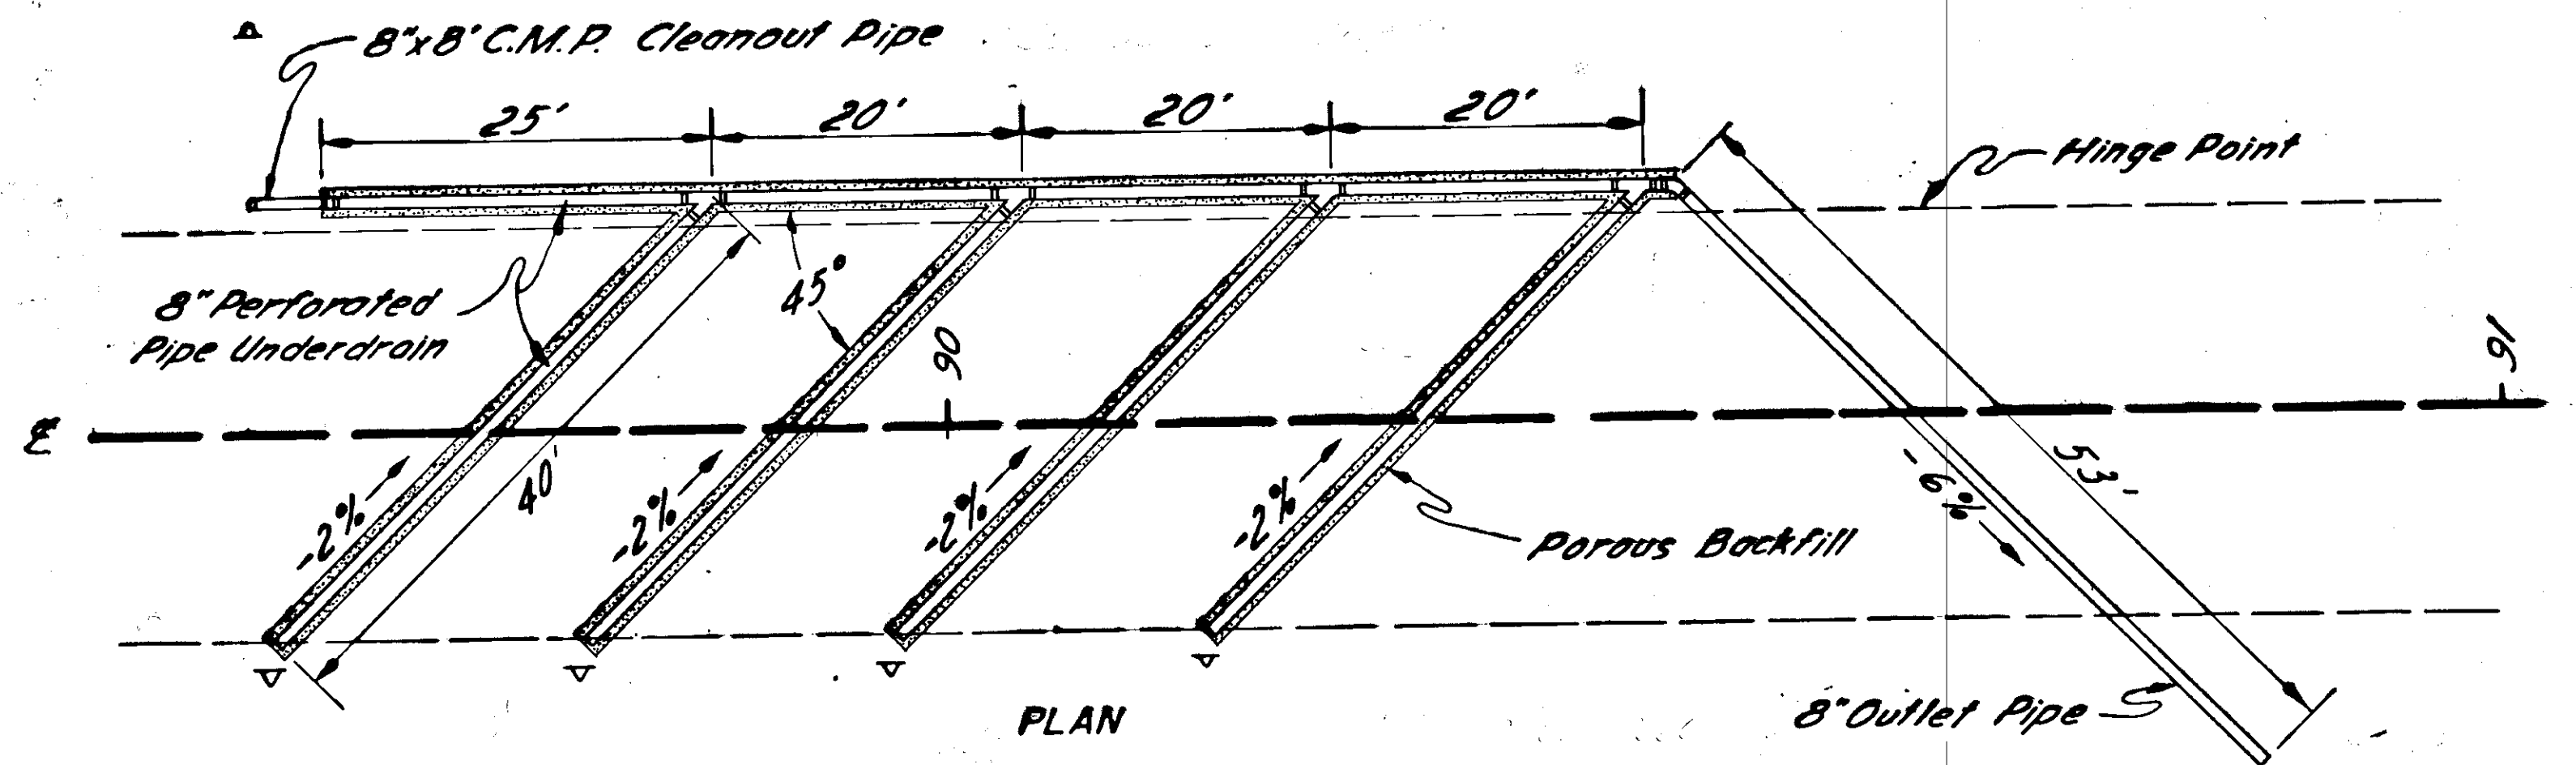 8"x8' C.M.P. Cleanout Pipe
25'
20'
20'
20'
Hinge Point
8" Perforated
Pipe Underdrain
45°
90
91
℄
40'
-2%
-2%
-2%
-2%
-6%
53'
Porous Backfill
8" Outlet Pipe
PLAN